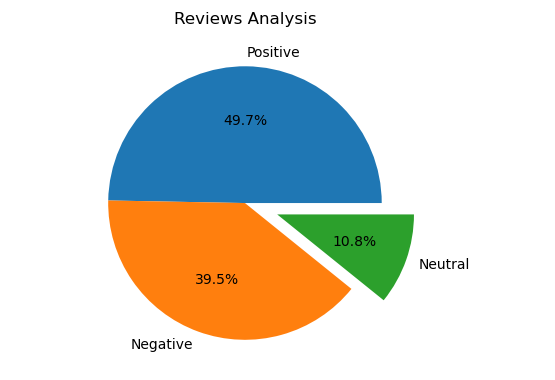 Reviews Analysis
Positive
49.7%
10.8%
Neutral
39.5%
Negative